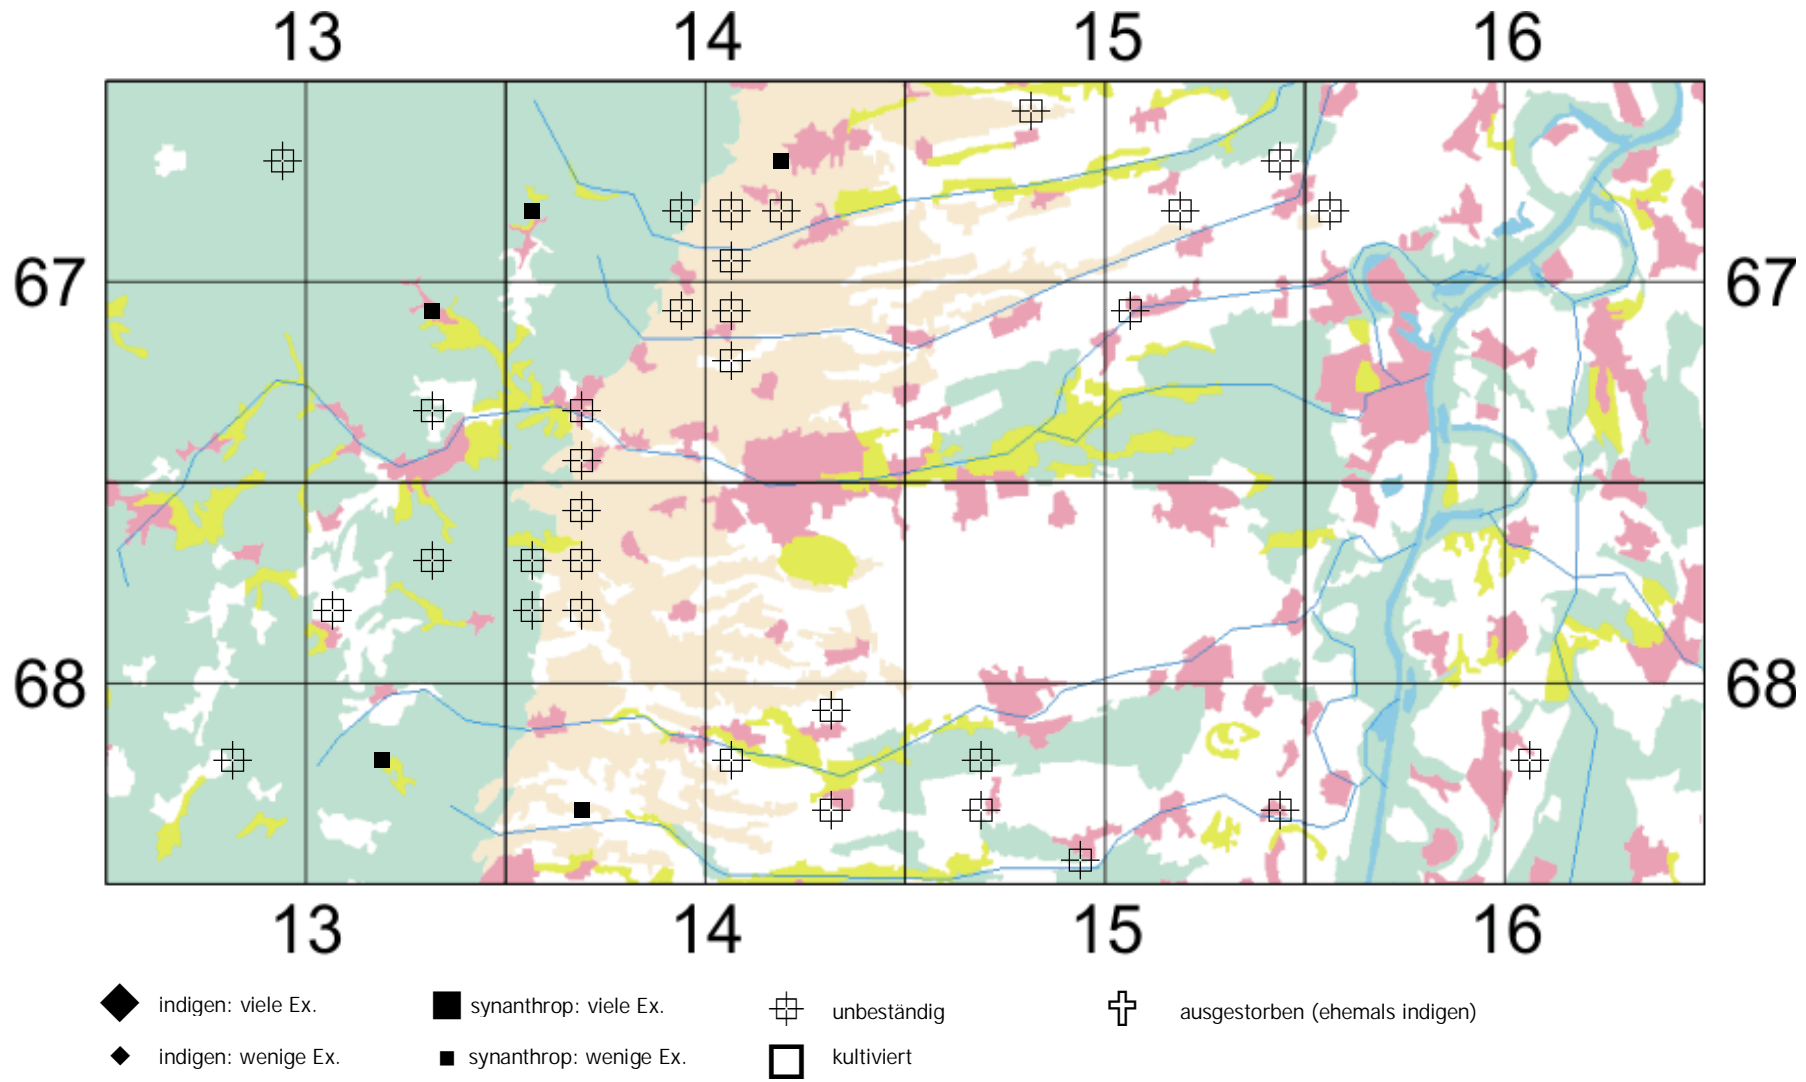 13 14 15 16
67 67
68 68
13 14 15 16
indigen: viele Ex. synanthrop: viele Ex. unbeständig ausgestorben (ehemals indigen)
indigen: wenige Ex. synanthrop: wenige Ex. kultiviert